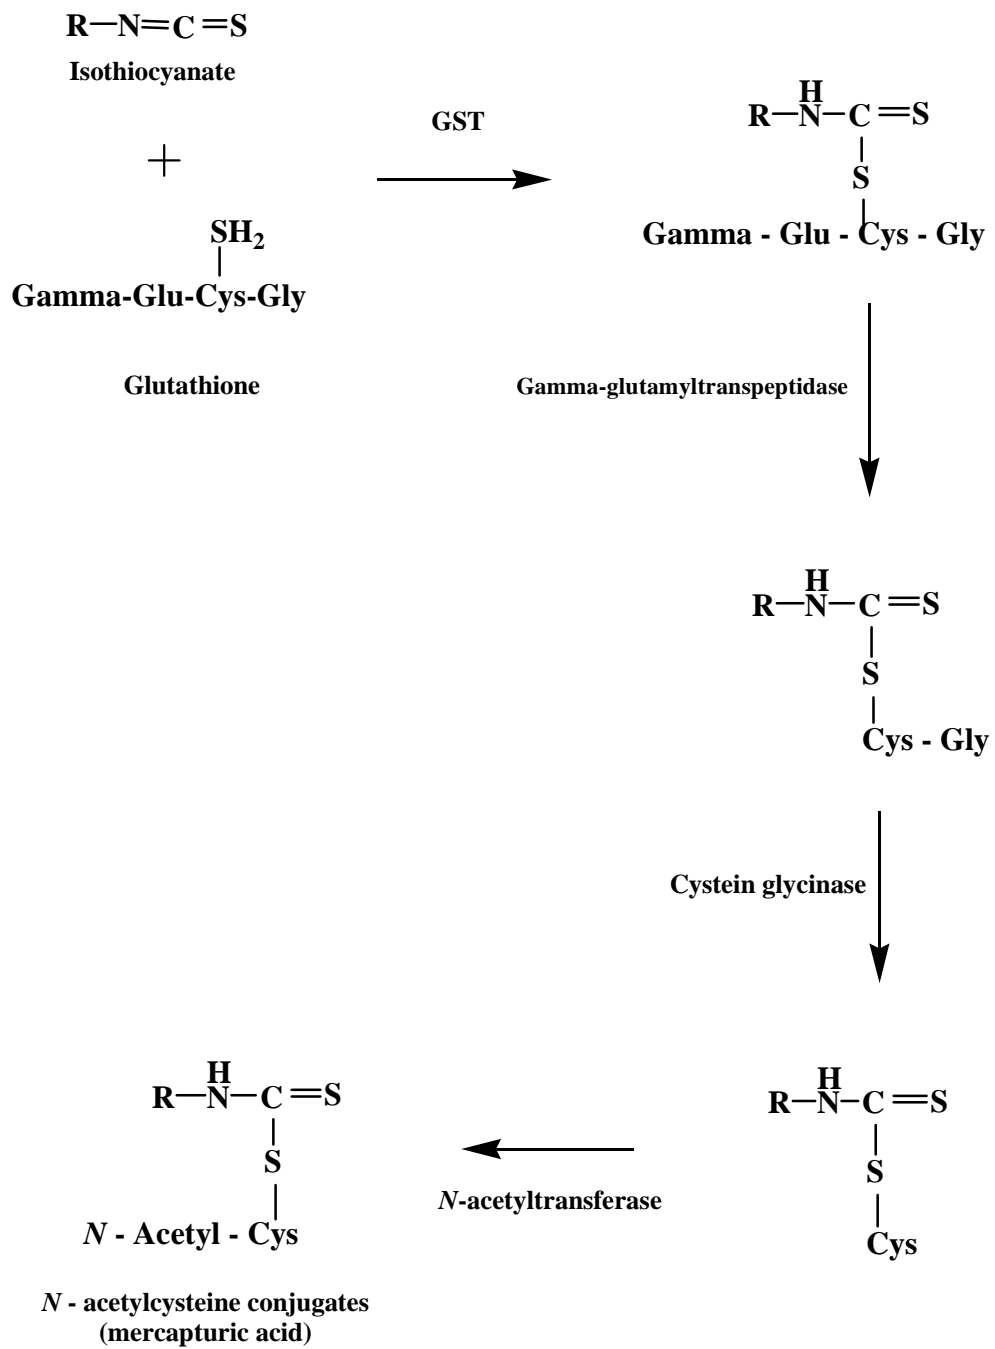 R—N=C=S
Isothiocyanate
+
SH2
Gamma-Glu-Cys-Gly
Glutathione
GST
H
R—N—C=S
S
Gamma - Glu - Cys - Gly
Gamma-glutamyltranspeptidase
H
R—N—C=S
S
Cys - Gly
Cystein glycinase
H
R—N—C=S
S
Cys
N-acetyltransferase
H
R—N—C=S
S
N - Acetyl - Cys
N - acetylcysteine conjugates
(mercapturic acid)